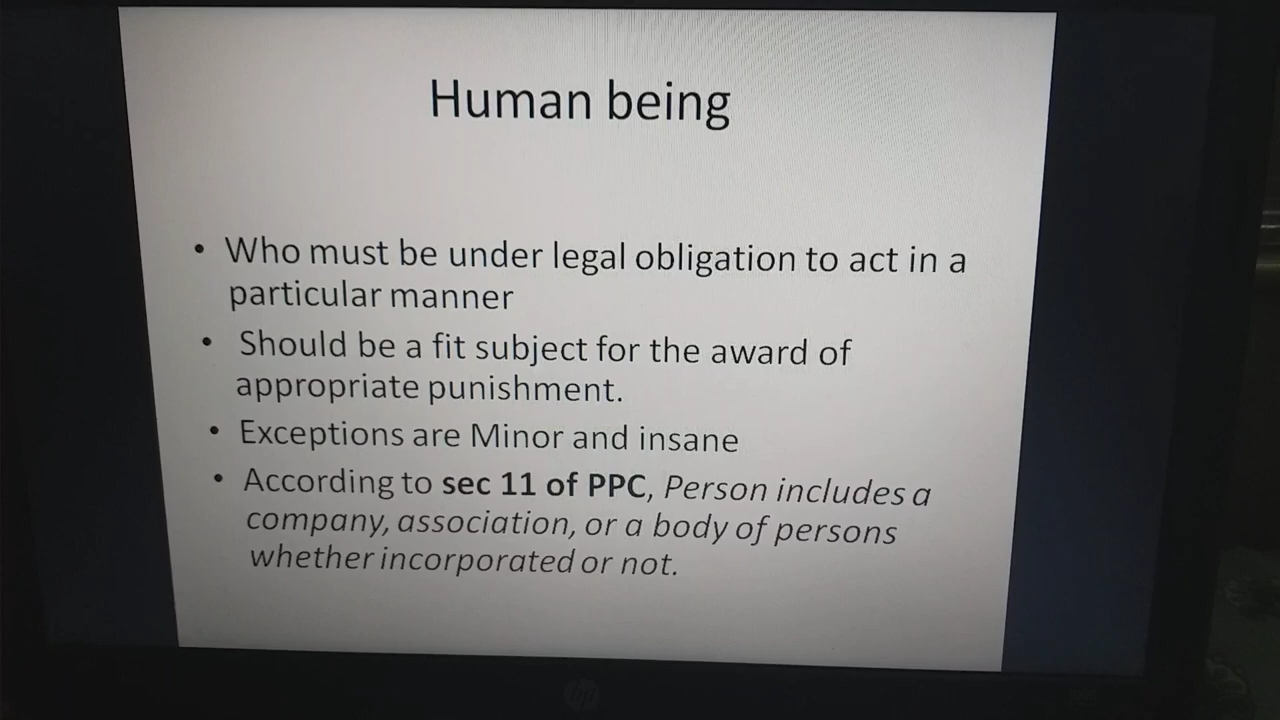 Human being
• Who must be under legal obligation to act in a
particular manner
• Should be a fit subject for the award of
appropriate punishment.
• Exceptions are Minor and insane
• According to sec 11 of PPC, Person includes a
company, association, or a body of persons
whether incorporated or not.
hp